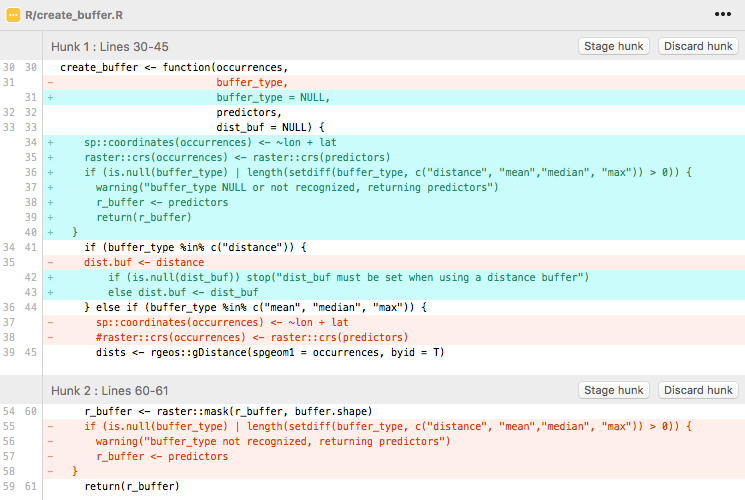 R/create_buffer.R
Hunk 1 : Lines 30-45 Stage hunk Discard hunk
30 30 create_buffer <- function(occurrences,
31 - buffer_type,
31 + buffer_type = NULL,
32 32 predictors,
33 33 dist_buf = NULL) {
34 + sp::coordinates(occurrences) <- ~lon + lat
35 + raster::crs(occurrences) <- raster::crs(predictors)
36 + if (is.null(buffer_type) | length(setdiff(buffer_type, c("distance", "mean","median", "max")) > 0)) {
37 + warning("buffer_type NULL or not recognized, returning predictors")
38 + r_buffer <- predictors
39 + return(r_buffer)
40 + }
34 41 if (buffer_type %in% c("distance")) {
35 - dist.buf <- distance
42 + if (is.null(dist_buf)) stop("dist_buf must be set when using a distance buffer")
43 + else dist.buf <- dist_buf
36 44 } else if (buffer_type %in% c("mean", "median", "max")) {
37 - sp::coordinates(occurrences) <- ~lon + lat
38 - #raster::crs(occurrences) <- raster::crs(predictors)
39 45 dists <- rgeos::gDistance(spgeom1 = occurrences, byid = T)
Hunk 2 : Lines 60-61 Stage hunk Discard hunk
54 60 r_buffer <- raster::mask(r_buffer, buffer.shape)
55 - if (is.null(buffer_type) | length(setdiff(buffer_type, c("distance", "mean","median", "max")) > 0)) {
56 - warning("buffer_type not recognized, returning predictors")
57 - r_buffer <- predictors
58 - }
59 61 return(r_buffer)